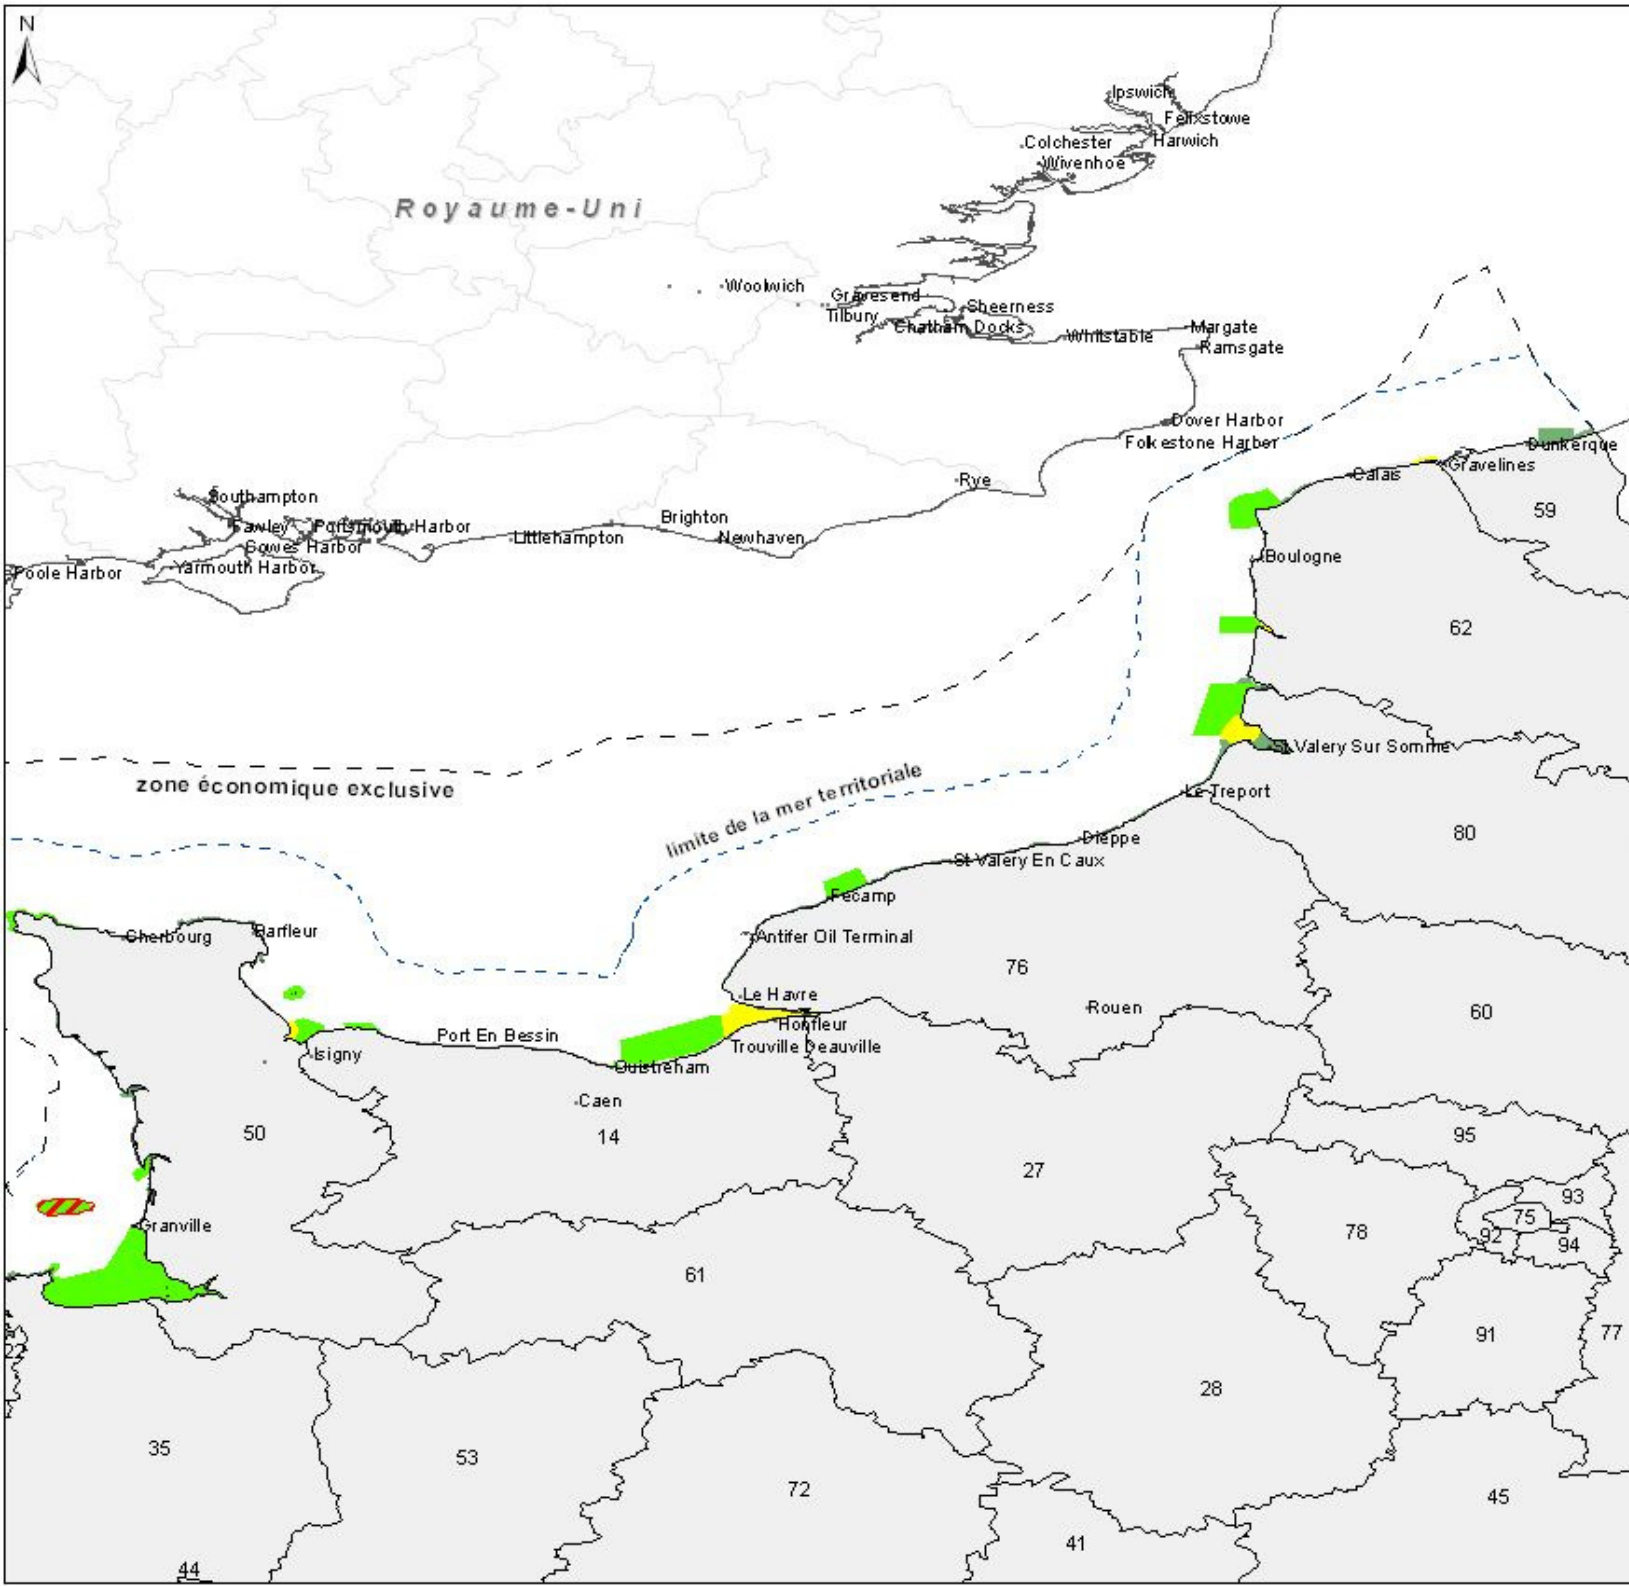 N
Ipswich
Felixstowe
Colchester
Harwich
Wivenhoe
Royaume-Uni
Woolwich
Gravesend
Sheerness
Tilbury
Chatham Docks
Whitstable
Margate
Ramsgate
Dover Harbor
Folkestone Harbor
Dunkerque
Gravelines
Calais
Rye
59
Southampton
Fawley
Portsmouth Harbor
Brighton
Littlehampton
Newhaven
Cowes Harbor
Yarmouth Harbor
Poole Harbor
Boulogne
62
St Valery Sur Somme
zone économique exclusive
limite de la mer territoriale
Le Treport
80
Dieppe
St Valery En Caux
Fecamp
Cherbourg
Barfleur
Antifer Oil Terminal
76
Le Havre
Rouen
60
Honfleur
Port En Bessin
Trouville Deauville
Isigny
Ouistreham
Caen
50
14
95
27
93
75
Granville
78
92
94
61
91
77
22
28
35
53
72
45
41
44